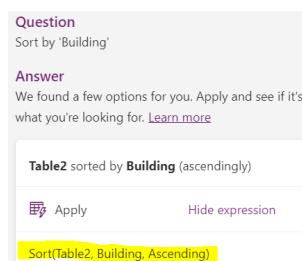 Question
Sort by 'Building'
Answer
We found a few options for you. Apply and see if it's
what you're looking for. Learn more
Table2 sorted by Building (ascendingly)
Apply
Hide expression
Sort(Table2, Building, Ascending)